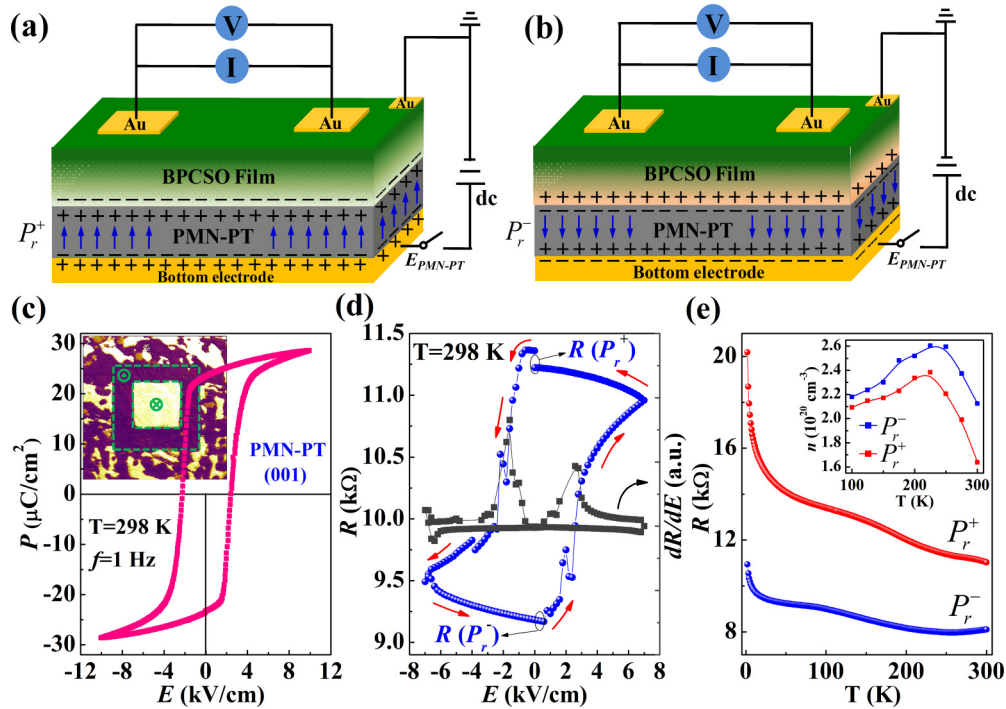 (a)
V
I
Au
Au
Au
BPCSO Film
PMN-PT
Bottom electrode
P_r^+
E_PMN-PT
dc
(b)
V
I
Au
Au
Au
BPCSO Film
PMN-PT
Bottom electrode
P_r^-
E_PMN-PT
dc
(c)
30
20
10
0
-10
-20
-30
P (μC/cm²)
PMN-PT
(001)
T=298 K
f=1 Hz
-12 -8 -4 0 4 8 12
E (kV/cm)
(d)
T=298 K
11.5
11.0
10.5
10.0
9.5
9.0
R (kΩ)
R (P_r^+)
R (P_r^-)
dR/dE (a.u.)
-8 -6 -4 -2 0 2 4 6 8
E (kV/cm)
(e)
20
16
12
8
R (kΩ)
2.6
2.4
2.2
2.0
1.8
1.6
n (10²⁰ cm⁻³)
P_r^-
P_r^+
100 150 200 250 300
T (K)
P_r^+
P_r^-
0 100 200 300
T (K)